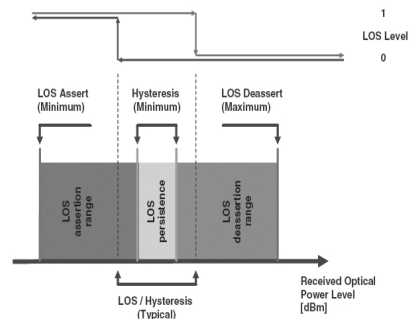 1
LOS Level
0
LOS Assert
(Minimum)
Hysteresis
(Minimum)
LOS Deassert
(Maximum)
LOS
assertion
range
LOS
persistence
LOS
deassertion
range
Received Optical
Power Level
[dBm]
LOS / Hysteresis
(Typical)